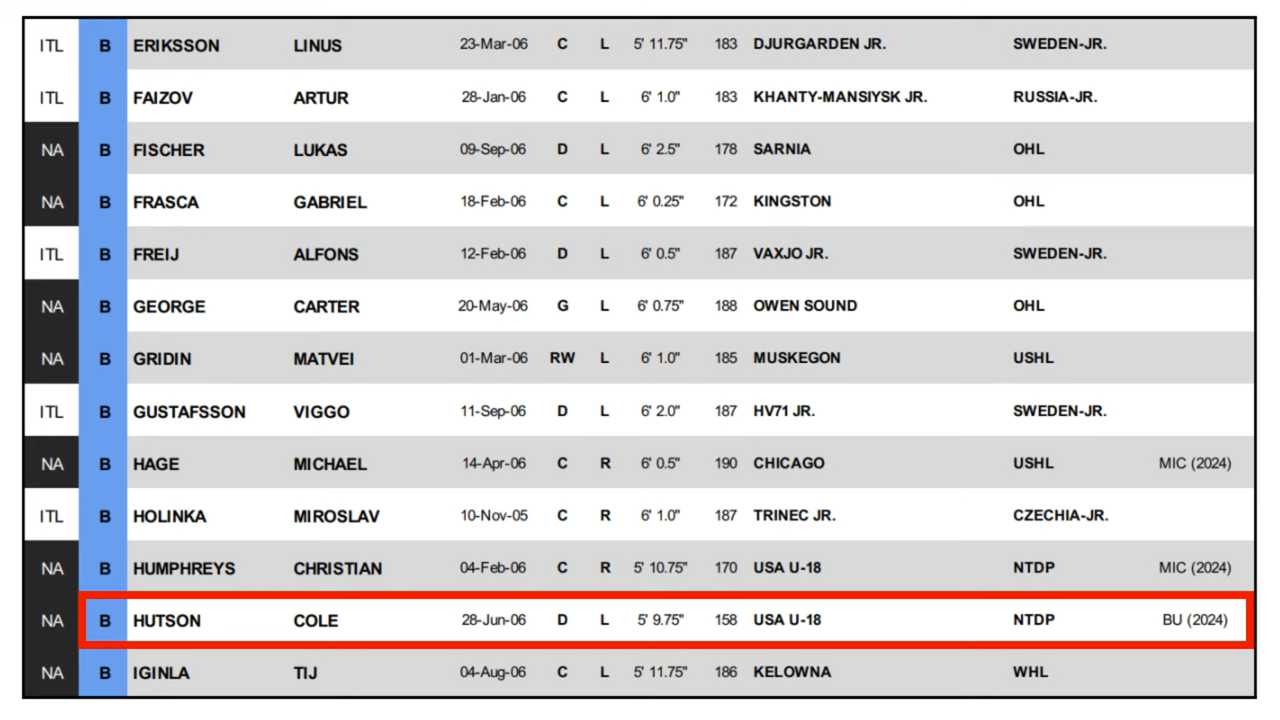 ITL B ERIKSSON LINUS 23-Mar-06 C L 5' 11.75" 183 DJURGARDEN JR. SWEDEN-JR.
ITL B FAIZOV ARTUR 28-Jan-06 C L 6' 1.0" 183 KHANTY-MANSIYSK JR. RUSSIA-JR.
NA B FISCHER LUKAS 09-Sep-06 D L 6' 2.5" 178 SARNIA OHL
NA B FRASCA GABRIEL 18-Feb-06 C L 6' 0.25" 172 KINGSTON OHL
ITL B FREIJ ALFONS 12-Feb-06 D L 6' 0.5" 187 VAXJO JR. SWEDEN-JR.
NA B GEORGE CARTER 20-May-06 G L 6' 0.75" 188 OWEN SOUND OHL
NA B GRIDIN MATVEI 01-Mar-06 RW L 6' 1.0" 185 MUSKEGON USHL
ITL B GUSTAFSSON VIGGO 11-Sep-06 D L 6' 2.0" 187 HV71 JR. SWEDEN-JR.
NA B HAGE MICHAEL 14-Apr-06 C R 6' 0.5" 190 CHICAGO USHL MIC (2024)
ITL B HOLINKA MIROSLAV 10-Nov-05 C R 6' 1.0" 187 TRINEC JR. CZECHIA-JR.
NA B HUMPHREYS CHRISTIAN 04-Feb-06 C R 5' 10.75" 170 USA U-18 NTDP MIC (2024)
NA B HUTSON COLE 28-Jun-06 D L 5' 9.75" 158 USA U-18 NTDP BU (2024)
NA B IGINLA TIJ 04-Aug-06 C L 5' 11.75" 186 KELOWNA WHL